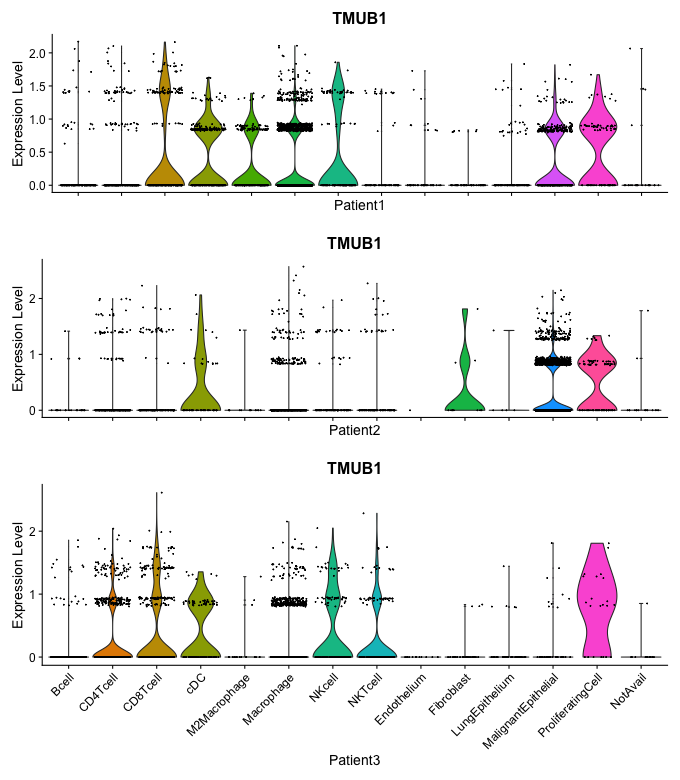 TMUB1
Expression Level
2.0
1.5
1.0
0.5
0.0
Patient1
TMUB1
Expression Level
2
1
0
Patient2
TMUB1
Expression Level
2
1
0
Bcell
CD4Tcell
CD8Tcell
cDC
M2Macrophage
Macrophage
NKcell
NKTcell
Endothelium
Fibroblast
LungEpithelium
MalignantEpithelial
ProliferatingCell
NotAvail
Patient3